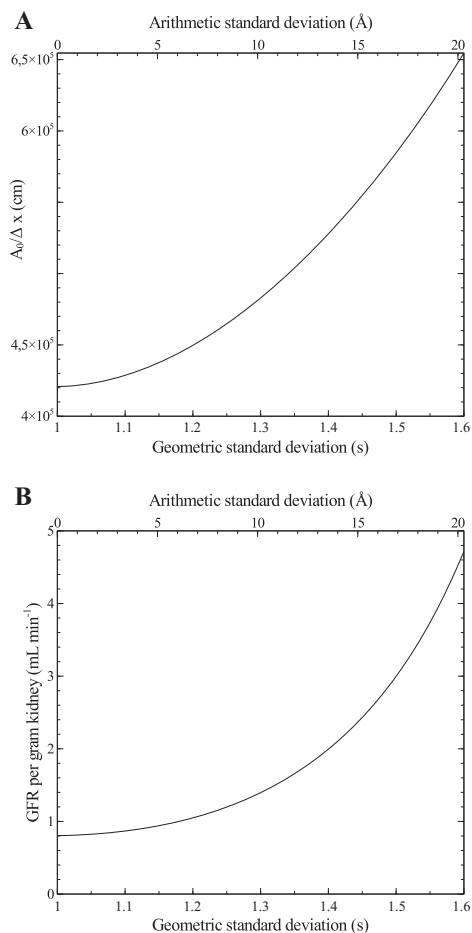 A
Arithmetic standard deviation (Å)
0 5 10 15 20
6,5×10⁵
6×10⁵
4,5×10⁵
4×10⁵
A₀/Δ x (cm)
1 1.1 1.2 1.3 1.4 1.5 1.6
Geometric standard deviation (s)
B
Arithmetic standard deviation (Å)
0 5 10 15 20
5
4
3
2
1
0
GFR per gram kidney (mL min⁻¹)
1 1.1 1.2 1.3 1.4 1.5 1.6
Geometric standard deviation (s)